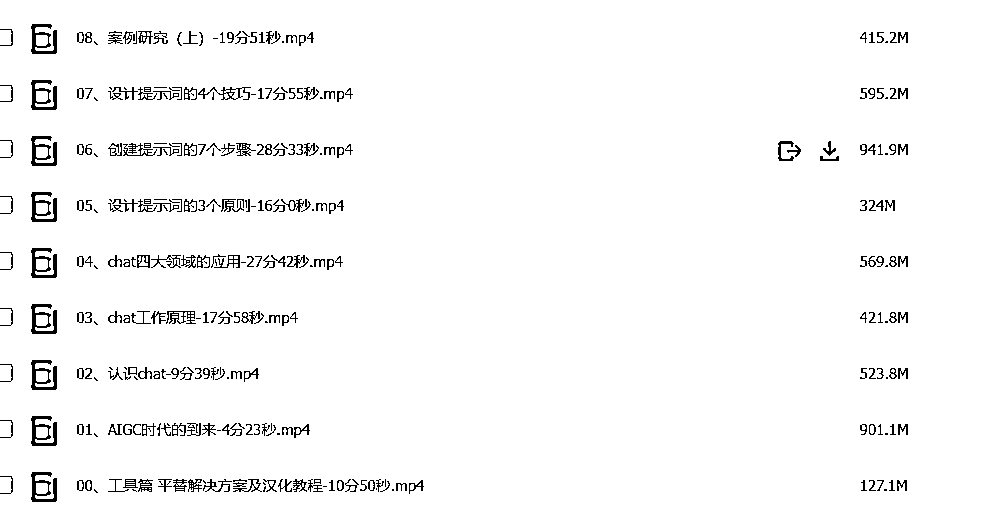 08、案例研究（上）-19分51秒.mp4 415.2M
07、设计提示词的4个技巧-17分55秒.mp4 595.2M
06、创建提示词的7个步骤-28分33秒.mp4 941.9M
05、设计提示词的3个原则-16分0秒.mp4 324M
04、chat四大领域的应用-27分42秒.mp4 569.8M
03、chat工作原理-17分58秒.mp4 421.8M
02、认识chat-9分39秒.mp4 523.8M
01、AIGC时代的到来-4分23秒.mp4 901.1M
00、工具篇 平替解决方案及汉化教程-10分50秒.mp4 127.1M